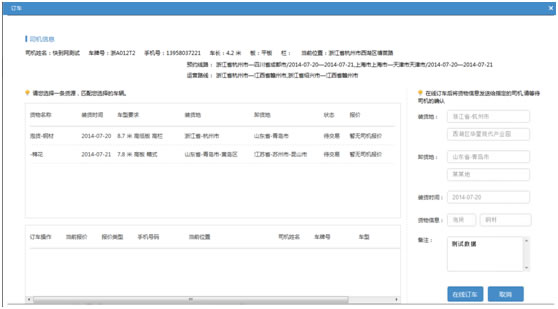 订车
司机信息
司机姓名：快到网测试 车牌号：浙A012T2 手机号：13958037221 车长：4.2 米 板：平板 栏： 当前位置：浙江省杭州市西湖区塘苗路
预约线路： 浙江省杭州市—四川省成都市/2014-07-20—2014-07-21,上海市上海市—天津市天津市/2014-07-20—2014-07-21
运营路线： 浙江省杭州市—江西省赣州市,浙江省绍兴市—江西省赣州市
请您选择一条货源，匹配您选择的车辆。
货物名称 装货时间 车型要求 装货地 卸货地 状态 报价
泡货-钢材 2014-07-20 8.7 米 高低板 高栏 浙江省-杭州市 山东省-青岛市 待交易 暂无司机报价
-棉花 2014-07-21 7.8 米 高板 厢式 山东省-青岛市-黄岛区 江苏省-苏州市-昆山市 待交易 暂无司机报价
订车操作 当前报价 报价类型 手机号码 当前位置 司机姓名 车牌号 车型
在线订车后将货物信息发送给指定的司机,请等待
司机的确认
装货地： 浙江省-杭州市
西湖区华星现代产业园
卸货地： 山东省-青岛市
某某地
装货时间： 2014-07-20
货物信息： 泡货 钢材
备注： 测试数据
在线订车 取消